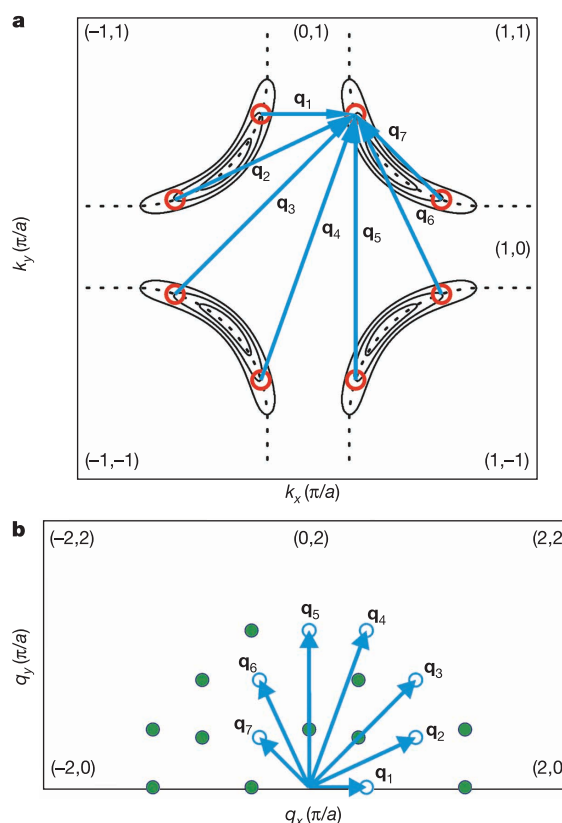 a
(–1,1) (0,1) (1,1)
q1
q7
q2
q3
q6
q4
q5
(1,0)
ky (π/a)
(–1,–1) (1,–1)
kx (π/a)
b
(–2,2) (0,2) (2,2)
q5
q4
q6
q3
q7
q2
q1
qy (π/a)
(–2,0) (2,0)
qx (π/a)